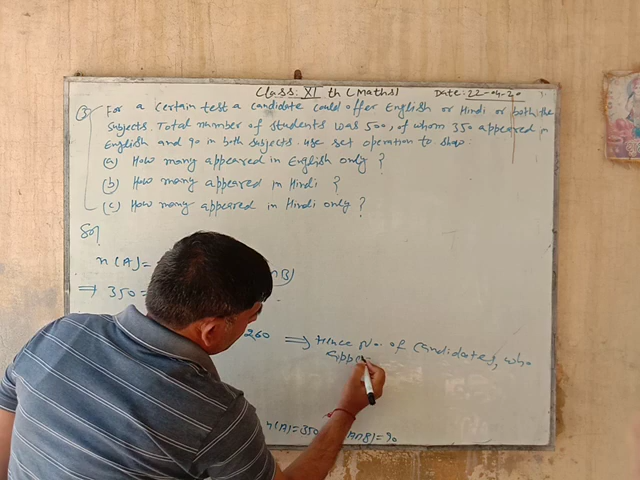 Class: XI th (Maths) Date: 22-04-20
Q For a certain test a candidate could offer English or Hindi or both the
subjects. Total number of students was 500, of whom 350 appeared in
English and 90 in both subjects. use set operation to show.
(a) How many appeared in English only?
(b) How many appeared in Hindi ?
(c) How many appeared in Hindi only?
Sol
n(A)= ∩B)
⇒ 350=
260 ⇒ Hence No. of candidates, who
appe
n(A)=350 (A∩B)=90